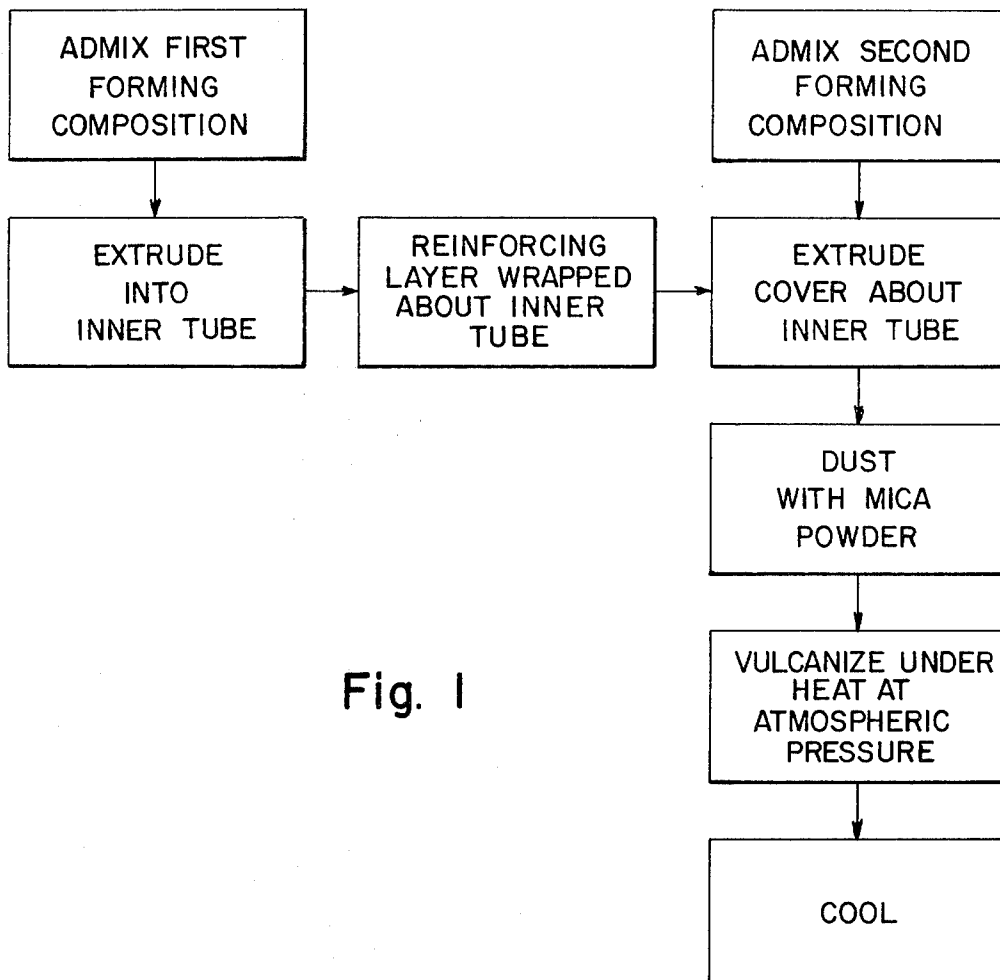 ADMIX FIRST
FORMING
COMPOSITION
ADMIX SECOND
FORMING
COMPOSITION
EXTRUDE
INTO
INNER TUBE
REINFORCING
LAYER WRAPPED
ABOUT INNER
TUBE
EXTRUDE
COVER ABOUT
INNER TUBE
DUST
WITH MICA
POWDER
VULCANIZE UNDER
HEAT AT
ATMOSPHERIC
PRESSURE
Fig. 1
COOL